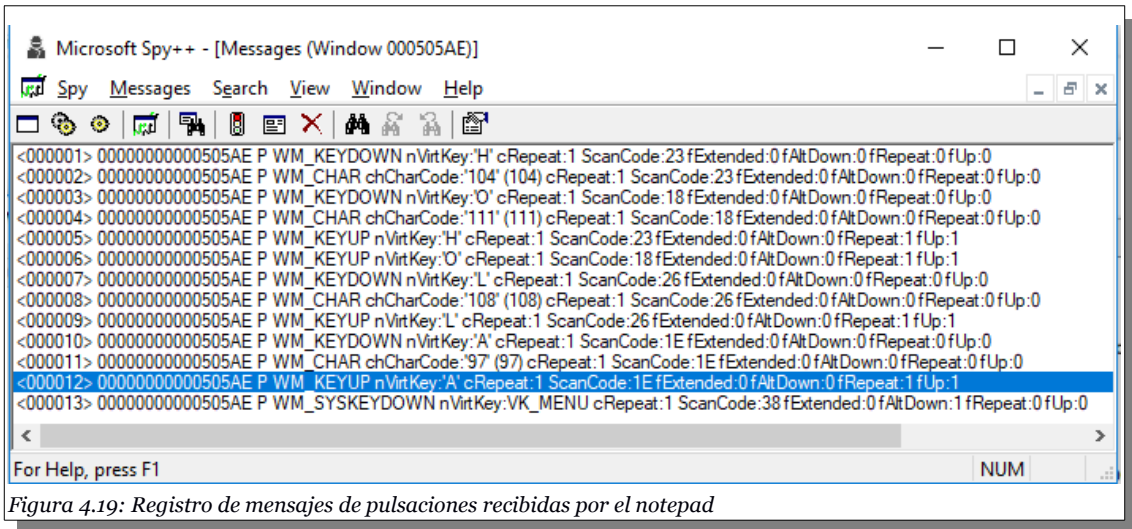 Microsoft Spy++ - [Messages (Window 000505AE)]
Spy Messages Search View Window Help
<000001> 00000000000505AE P WM_KEYDOWN nVirtKey:'H' cRepeat:1 ScanCode:23 fExtended:0 fAltDown:0 fRepeat:0 fUp:0
<000002> 00000000000505AE P WM_CHAR chCharCode:'104' (104) cRepeat:1 ScanCode:23 fExtended:0 fAltDown:0 fRepeat:0 fUp:0
<000003> 00000000000505AE P WM_KEYDOWN nVirtKey:'O' cRepeat:1 ScanCode:18 fExtended:0 fAltDown:0 fRepeat:0 fUp:0
<000004> 00000000000505AE P WM_CHAR chCharCode:'111' (111) cRepeat:1 ScanCode:18 fExtended:0 fAltDown:0 fRepeat:0 fUp:0
<000005> 00000000000505AE P WM_KEYUP nVirtKey:'H' cRepeat:1 ScanCode:23 fExtended:0 fAltDown:0 fRepeat:1 fUp:1
<000006> 00000000000505AE P WM_KEYUP nVirtKey:'O' cRepeat:1 ScanCode:18 fExtended:0 fAltDown:0 fRepeat:1 fUp:1
<000007> 00000000000505AE P WM_KEYDOWN nVirtKey:'L' cRepeat:1 ScanCode:26 fExtended:0 fAltDown:0 fRepeat:0 fUp:0
<000008> 00000000000505AE P WM_CHAR chCharCode:'108' (108) cRepeat:1 ScanCode:26 fExtended:0 fAltDown:0 fRepeat:0 fUp:0
<000009> 00000000000505AE P WM_KEYUP nVirtKey:'L' cRepeat:1 ScanCode:26 fExtended:0 fAltDown:0 fRepeat:1 fUp:1
<000010> 00000000000505AE P WM_KEYDOWN nVirtKey:'A' cRepeat:1 ScanCode:1E fExtended:0 fAltDown:0 fRepeat:0 fUp:0
<000011> 00000000000505AE P WM_CHAR chCharCode:'97' (97) cRepeat:1 ScanCode:1E fExtended:0 fAltDown:0 fRepeat:0 fUp:0
<000012> 00000000000505AE P WM_KEYUP nVirtKey:'A' cRepeat:1 ScanCode:1E fExtended:0 fAltDown:0 fRepeat:1 fUp:1
<000013> 00000000000505AE P WM_SYSKEYDOWN nVirtKey:VK_MENU cRepeat:1 ScanCode:38 fExtended:0 fAltDown:1 fRepeat:0 fUp:0
For Help, press F1 NUM
Figura 4.19: Registro de mensajes de pulsaciones recibidas por el notepad